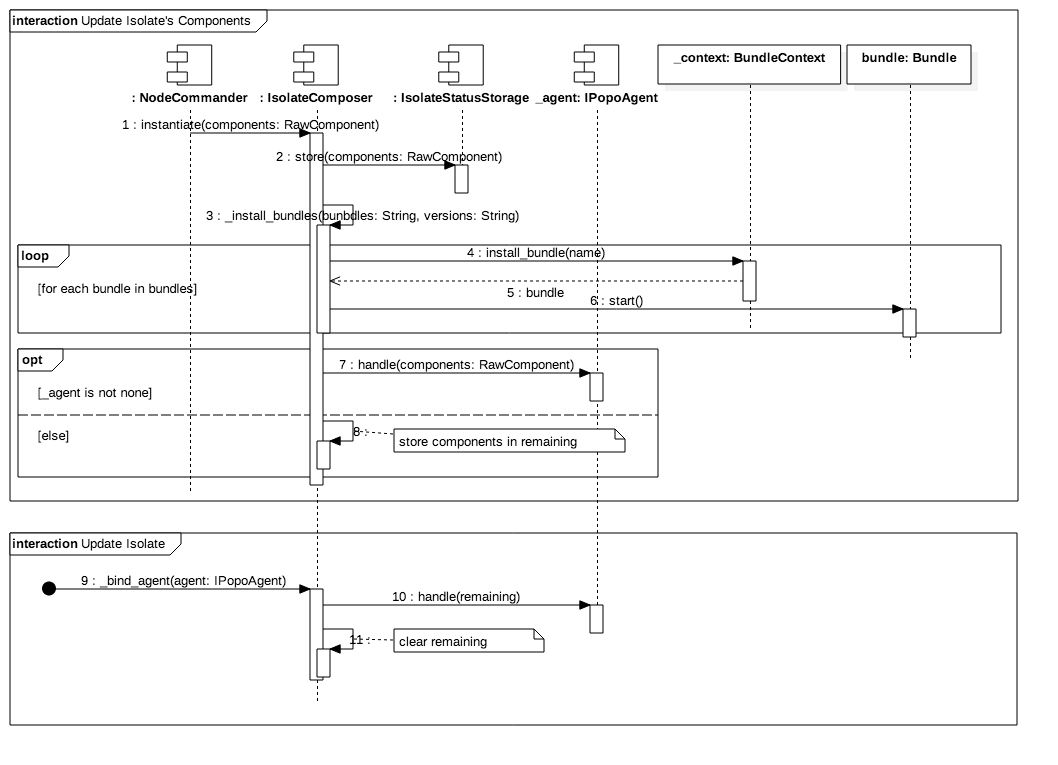 interaction Update Isolate's Components
_context: BundleContext
bundle: Bundle
: NodeCommander
: IsolateComposer
: IsolateStatusStorage
_agent: IPopoAgent
1 : instantiate(components: RawComponent)
2 : store(components: RawComponent)
3 : _install_bundles(bunbdles: String, versions: String)
loop
4 : install_bundle(name)
[for each bundle in bundles]
5 : bundle
6 : start()
opt
7 : handle(components: RawComponent)
[_agent is not none]
[else]
8 :
store components in remaining
interaction Update Isolate
9 : _bind_agent(agent: IPopoAgent)
10 : handle(remaining)
11 :
clear remaining